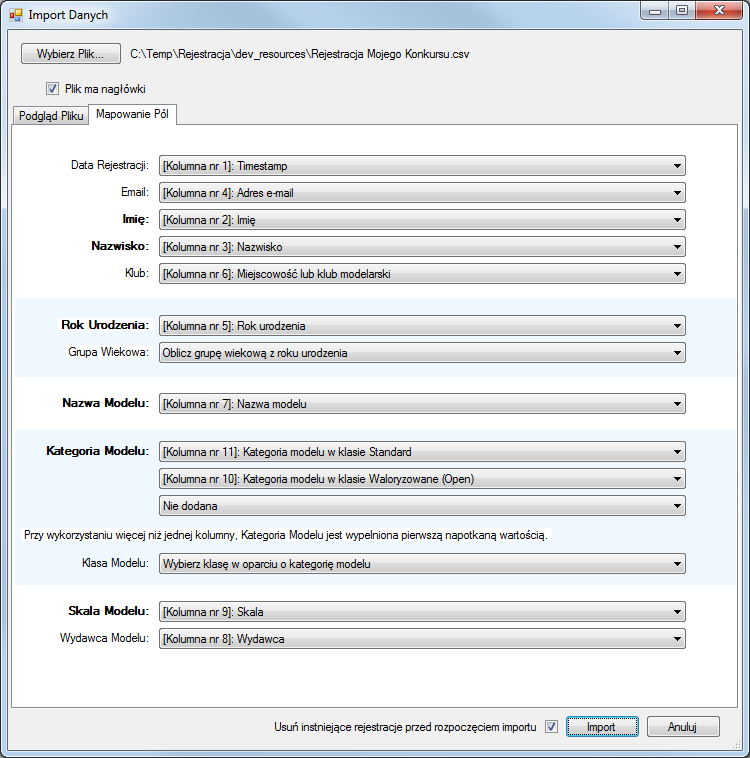 Import Danych
Wybierz Plik... C:\Temp\Rejestracja\dev_resources\Rejestracja Mojego Konkursu.csv
Plik ma nagłówki
Podgląd Pliku Mapowanie Pól
Data Rejestracji: [Kolumna nr 1]: Timestamp
Email: [Kolumna nr 4]: Adres e-mail
Imię: [Kolumna nr 2]: Imię
Nazwisko: [Kolumna nr 3]: Nazwisko
Klub: [Kolumna nr 6]: Miejscowość lub klub modelarski
Rok Urodzenia: [Kolumna nr 5]: Rok urodzenia
Grupa Wiekowa: Oblicz grupę wiekową z roku urodzenia
Nazwa Modelu: [Kolumna nr 7]: Nazwa modelu
Kategoria Modelu: [Kolumna nr 11]: Kategoria modelu w klasie Standard
[Kolumna nr 10]: Kategoria modelu w klasie Waloryzowane (Open)
Nie dodana
Przy wykorzystaniu więcej niż jednej kolumny, Kategoria Modelu jest wypelniona pierwszą napotkaną wartością.
Klasa Modelu: Wybierz klasę w oparciu o kategorię modelu
Skala Modelu: [Kolumna nr 9]: Skala
Wydawca Modelu: [Kolumna nr 8]: Wydawca
Usuń instniejące rejestracje przed rozpoczęciem importu Import Anuluj